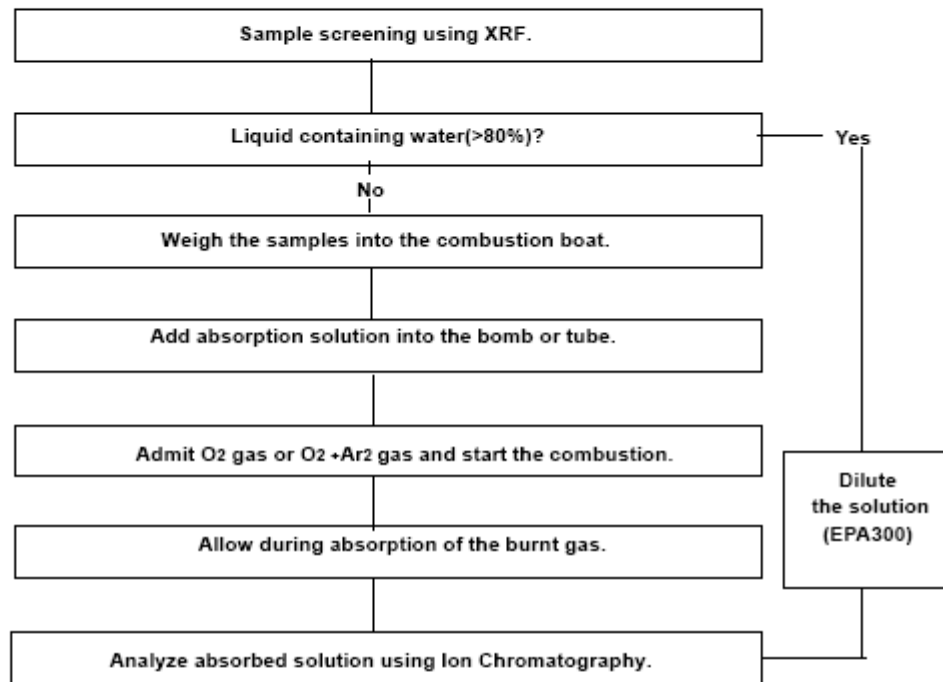 Sample screening using XRF.
Liquid containing water(>80%)?
Yes
No
Weigh the samples into the combustion boat.
Add absorption solution into the bomb or tube.
Admit O2 gas or O2 +Ar2 gas and start the combustion.
Dilute
the solution
(EPA300)
Allow during absorption of the burnt gas.
Analyze absorbed solution using Ion Chromatography.